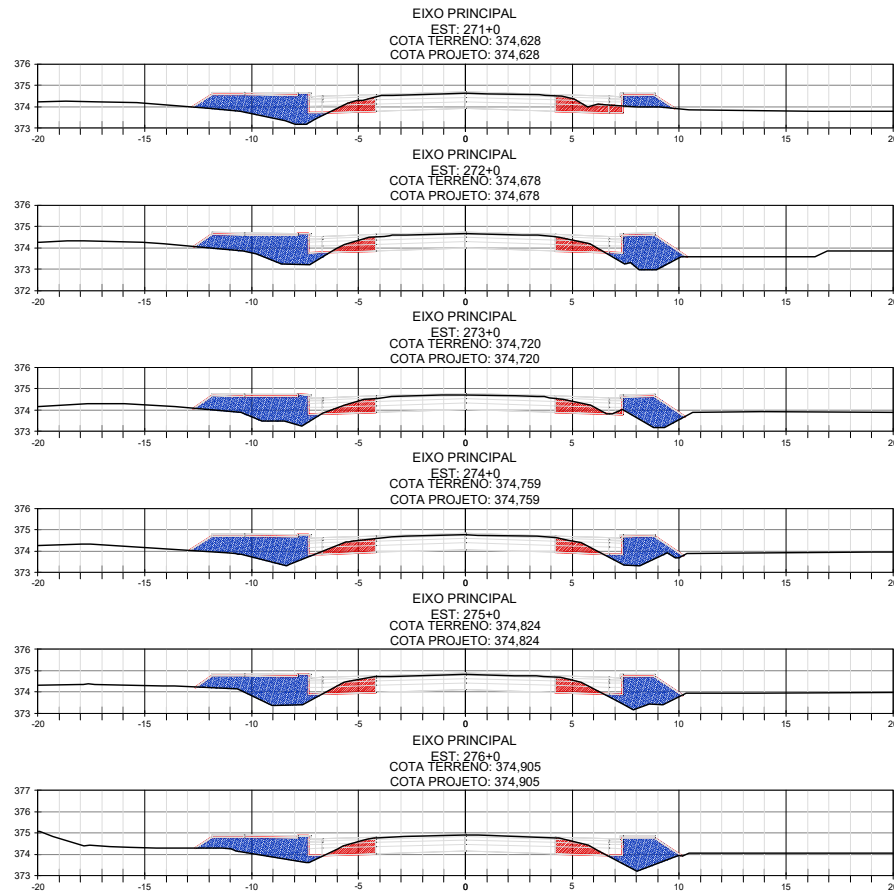 EIXO PRINCIPAL
EST: 271+0
COTA TERRENO: 374,628
COTA PROJETO: 374,628
376
375
374
373
-20 -15 -10 -5 0 5 10 15 20
EIXO PRINCIPAL
EST: 272+0
COTA TERRENO: 374,678
COTA PROJETO: 374,678
376
375
374
373
372
-20 -15 -10 -5 0 5 10 15 20
EIXO PRINCIPAL
EST: 273+0
COTA TERRENO: 374,720
COTA PROJETO: 374,720
376
375
374
373
-20 -15 -10 -5 0 5 10 15 20
EIXO PRINCIPAL
EST: 274+0
COTA TERRENO: 374,759
COTA PROJETO: 374,759
376
375
374
373
-20 -15 -10 -5 0 5 10 15 20
EIXO PRINCIPAL
EST: 275+0
COTA TERRENO: 374,824
COTA PROJETO: 374,824
376
375
374
373
-20 -15 -10 -5 0 5 10 15 20
EIXO PRINCIPAL
EST: 276+0
COTA TERRENO: 374,905
COTA PROJETO: 374,905
377
376
375
374
373
-20 -15 -10 -5 0 5 10 15 20